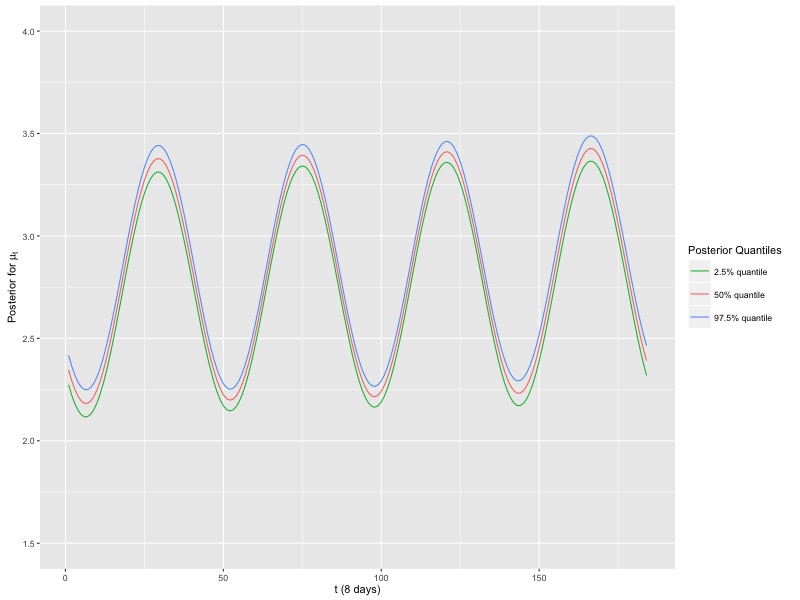 4.0
3.5
3.0
2.5
2.0
1.5
Posterior for μt
0
50
100
150
t (8 days)
Posterior Quantiles
2.5% quantile
50% quantile
97.5% quantile